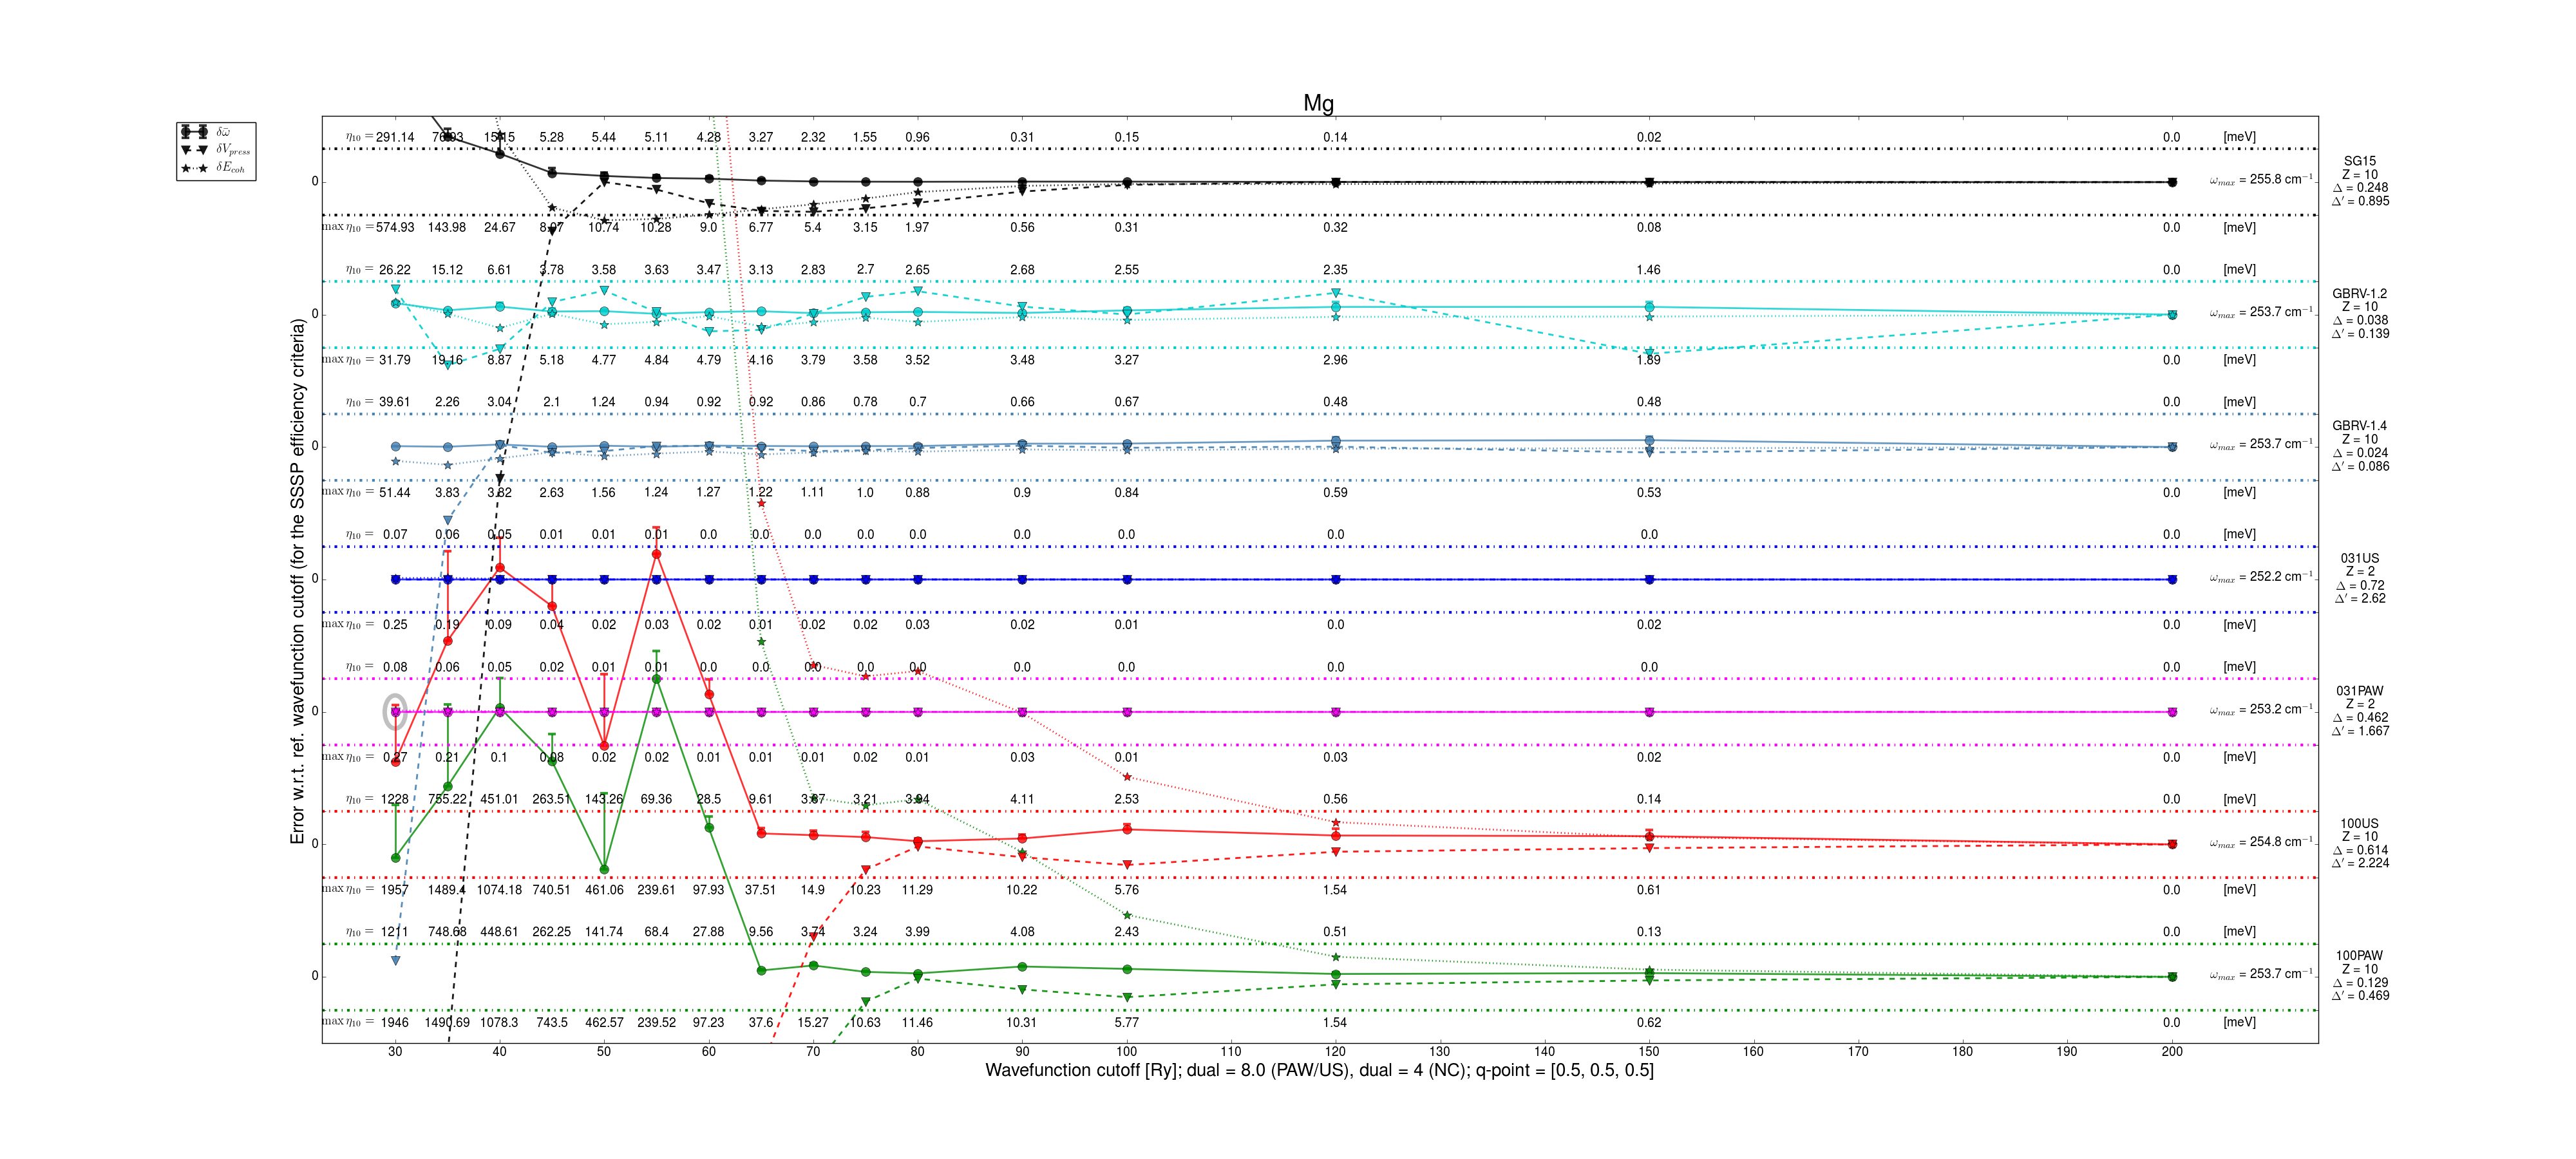 Mg
δω̄
δV_press
δE_coh
Error w.r.t. ref. wavefunction cutoff (for the SSSP efficiency criteria)
η₁₀ = 291.14 15.15 5.28 5.44 5.11 4.28 3.27 2.32 1.55 0.96 0.31 0.15 0.14 0.02 0.0 [meV]
0 ω_max = 255.8 cm⁻¹
SG15
Z = 10
Δ = 0.248
Δ′ = 0.895
max η₁₀ = 574.93 143.98 24.67 8.07 10.74 10.28 9.0 6.77 5.4 3.15 1.97 0.56 0.31 0.32 0.08 0.0 [meV]
η₁₀ = 26.22 15.12 6.61 3.78 3.58 3.63 3.47 3.13 2.83 2.7 2.65 2.68 2.55 2.35 1.46 0.0 [meV]
0 ω_max = 253.7 cm⁻¹
GBRV-1.2
Z = 10
Δ = 0.038
Δ′ = 0.139
max η₁₀ = 31.79 19.16 8.87 5.18 4.77 4.84 4.79 4.16 3.79 3.58 3.52 3.48 3.27 2.96 1.89 0.0 [meV]
η₁₀ = 39.61 2.26 3.04 2.1 1.24 0.94 0.92 0.92 0.86 0.78 0.7 0.66 0.67 0.48 0.48 0.0 [meV]
0 ω_max = 253.7 cm⁻¹
GBRV-1.4
Z = 10
Δ = 0.024
Δ′ = 0.086
max η₁₀ = 51.44 3.83 3.82 2.63 1.56 1.24 1.27 1.22 1.11 1.0 0.88 0.9 0.84 0.59 0.53 0.0 [meV]
η₁₀ = 0.07 0.06 0.05 0.01 0.01 0.01 0.0 0.0 0.0 0.0 0.0 0.0 0.0 0.0 0.0 0.0 [meV]
0 ω_max = 252.2 cm⁻¹
031US
Z = 2
Δ = 0.72
Δ′ = 2.62
max η₁₀ = 0.25 0.19 0.09 0.04 0.02 0.03 0.02 0.01 0.02 0.02 0.03 0.02 0.01 0.0 0.02 0.0 [meV]
η₁₀ = 0.08 0.06 0.05 0.02 0.01 0.01 0.0 0.0 0.0 0.0 0.0 0.0 0.0 0.0 0.0 0.0 [meV]
0 ω_max = 253.2 cm⁻¹
031PAW
Z = 2
Δ = 0.462
Δ′ = 1.667
max η₁₀ = 0.27 0.21 0.1 0.08 0.02 0.02 0.01 0.01 0.01 0.02 0.01 0.03 0.01 0.03 0.02 0.0 [meV]
η₁₀ = 1228 755.22 451.01 263.51 143.26 69.36 28.5 9.61 3.67 3.21 3.94 4.11 2.53 0.56 0.14 0.0 [meV]
0 ω_max = 254.8 cm⁻¹
100US
Z = 10
Δ = 0.614
Δ′ = 2.224
max η₁₀ = 1957 1489.4 1074.18 740.51 461.06 239.61 97.93 37.51 14.9 10.23 11.29 10.22 5.76 1.54 0.61 0.0 [meV]
η₁₀ = 1211 748.68 448.61 262.25 141.74 68.4 27.88 9.56 3.74 3.24 3.99 4.08 2.43 0.51 0.13 0.0 [meV]
0 ω_max = 253.7 cm⁻¹
100PAW
Z = 10
Δ = 0.129
Δ′ = 0.469
max η₁₀ = 1946 1490.69 1078.3 743.5 462.57 239.52 97.23 37.6 15.27 10.63 11.46 10.31 5.77 1.54 0.62 0.0 [meV]
30 40 50 60 70 80 90 100 110 120 130 140 150 160 170 180 190 200
Wavefunction cutoff [Ry]; dual = 8.0 (PAW/US), dual = 4 (NC); q-point = [0.5, 0.5, 0.5]